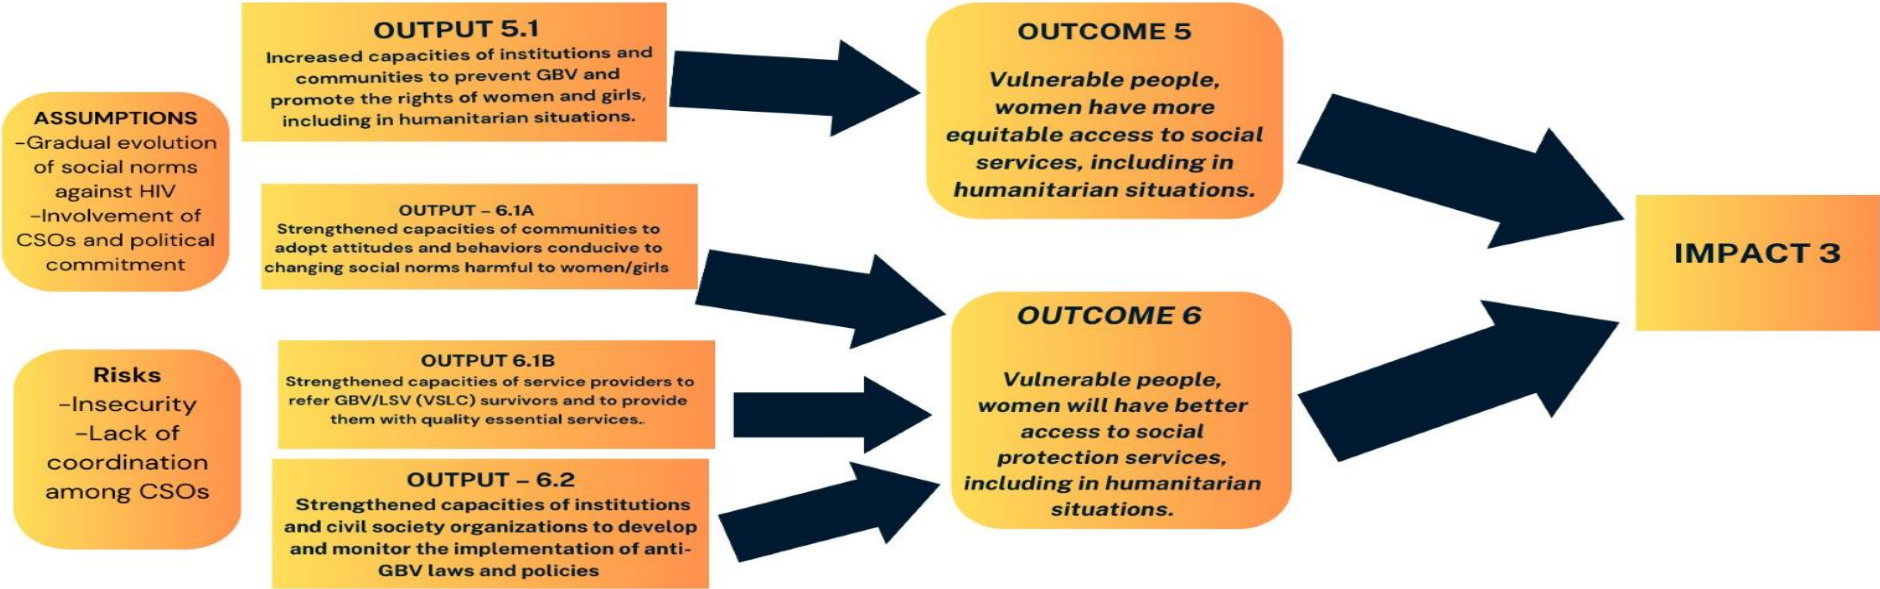 ASSUMPTIONS
-Gradual evolution
of social norms
against HIV
-Involvement of
CSOs and political
commitment
Risks
-Insecurity
-Lack of
coordination
among CSOs
OUTPUT 5.1
Increased capacities of institutions and
communities to prevent GBV and
promote the rights of women and girls,
including in humanitarian situations.
OUTPUT – 6.1A
Strengthened capacities of communities to
adopt attitudes and behaviors conducive to
changing social norms harmful to women/girls
OUTPUT 6.1B
Strengthened capacities of service providers to
refer GBV/LSV (VSLC) survivors and to provide
them with quality essential services..
OUTPUT – 6.2
Strengthened capacities of institutions
and civil society organizations to develop
and monitor the implementation of anti-
GBV laws and policies
OUTCOME 5
Vulnerable people,
women have more
equitable access to social
services, including in
humanitarian situations.
OUTCOME 6
Vulnerable people,
women will have better
access to social
protection services,
including in humanitarian
situations.
IMPACT 3